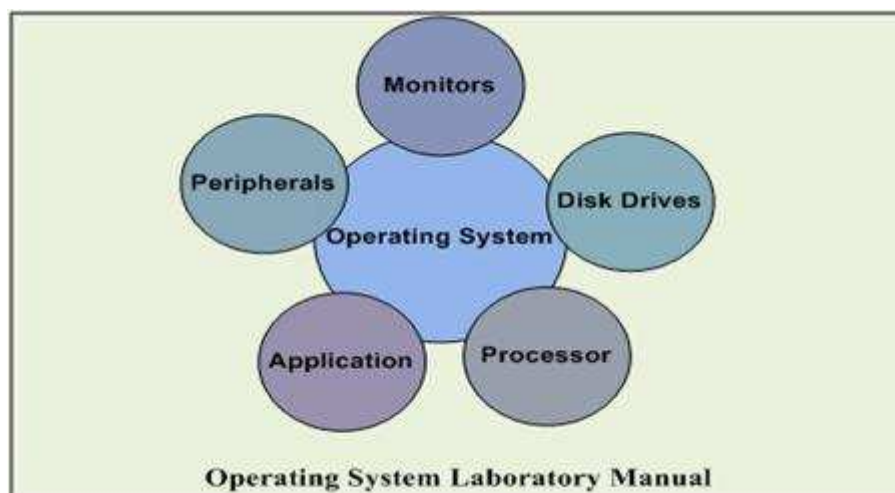 Monitors
Peripherals
Disk Drives
Operating System
Application
Processor
Operating System Laboratory Manual